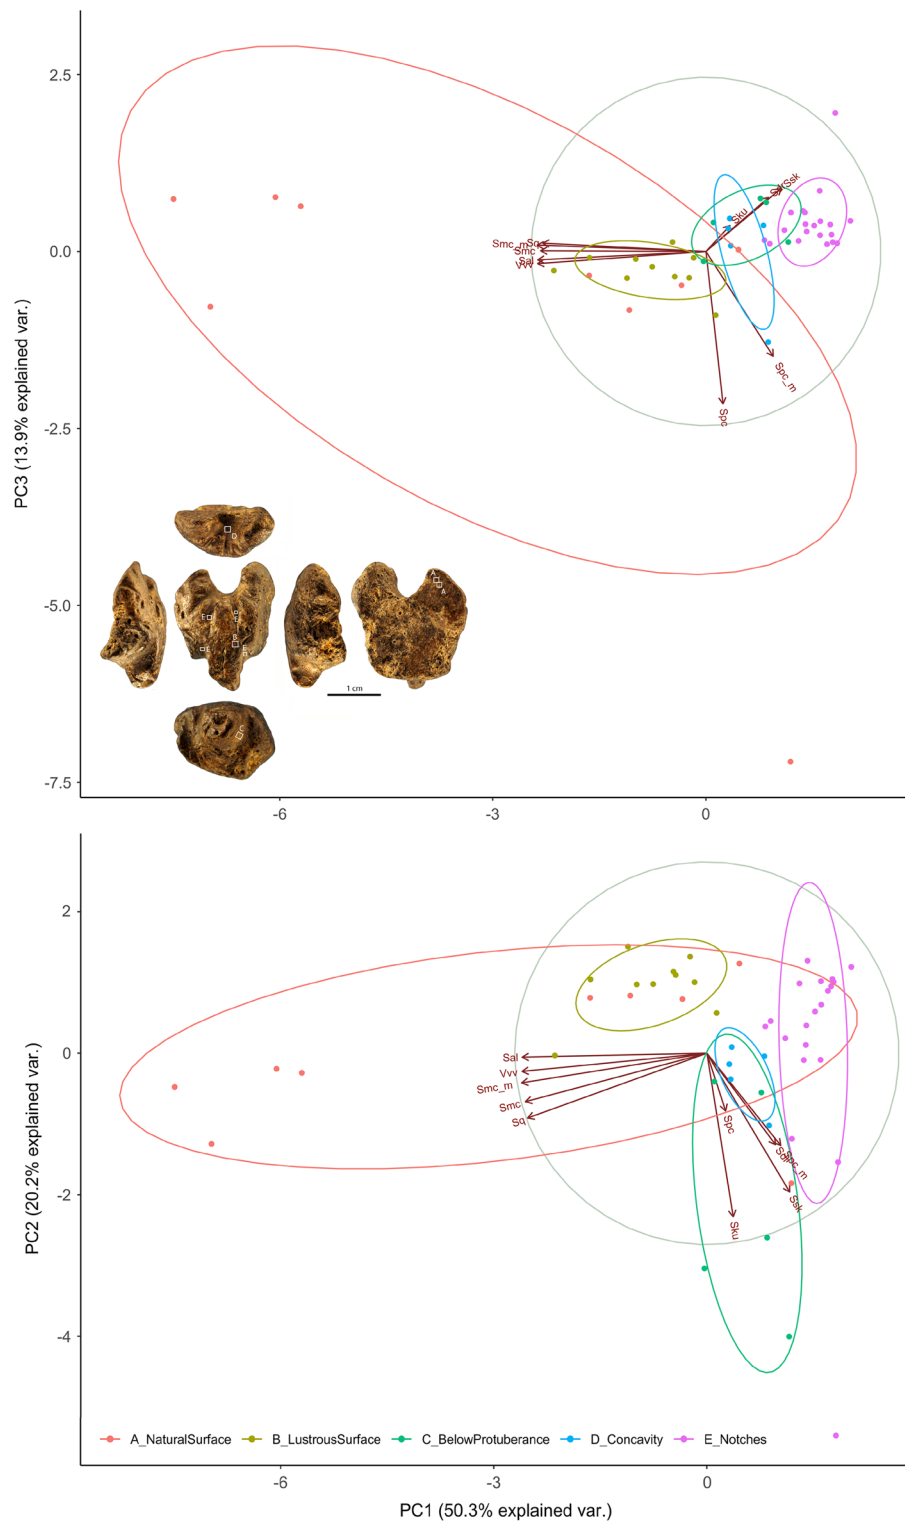 2.5
0.0
-2.5
-5.0
-7.5
PC3 (13.9% explained var.)
Ssk
Sku
Smc_m
Smc
Sal
Vvv
Spc_m
Spc
D
A
A
E
E
B
E
E
C
1 cm
-6
-3
0
2
0
-2
-4
PC2 (20.2% explained var.)
Sal
Vvv
Smc_m
Smc
Sq
Spc
Spc_m
Ssk
Sku
A_NaturalSurface
B_LustrousSurface
C_BelowProtuberance
D_Concavity
E_Notches
-6
-3
0
PC1 (50.3% explained var.)